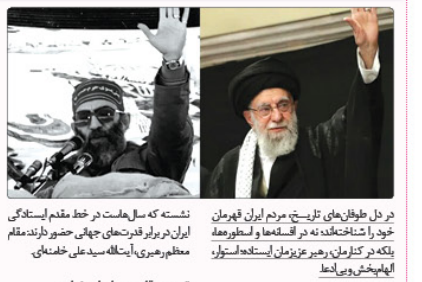 در دل طوفان‌های تاریـــخ، مردم ایران قهرمان
خود را شناخته‌اند؛ نه در افسانه‌ها و اسطوره‌ها،
بلکه در کنارمان، رهبر عزیزمان ایستاده؛ استوار،
الهام‌بخش و بی‌ادعا.
نشسته که سال‌هاست در خط مقدم ایستادگی
ایران در برابر قدرت‌های جهانی حضور دارند: مقام
معظم رهبری، آیت‌الله سید علی خامنه‌ای.